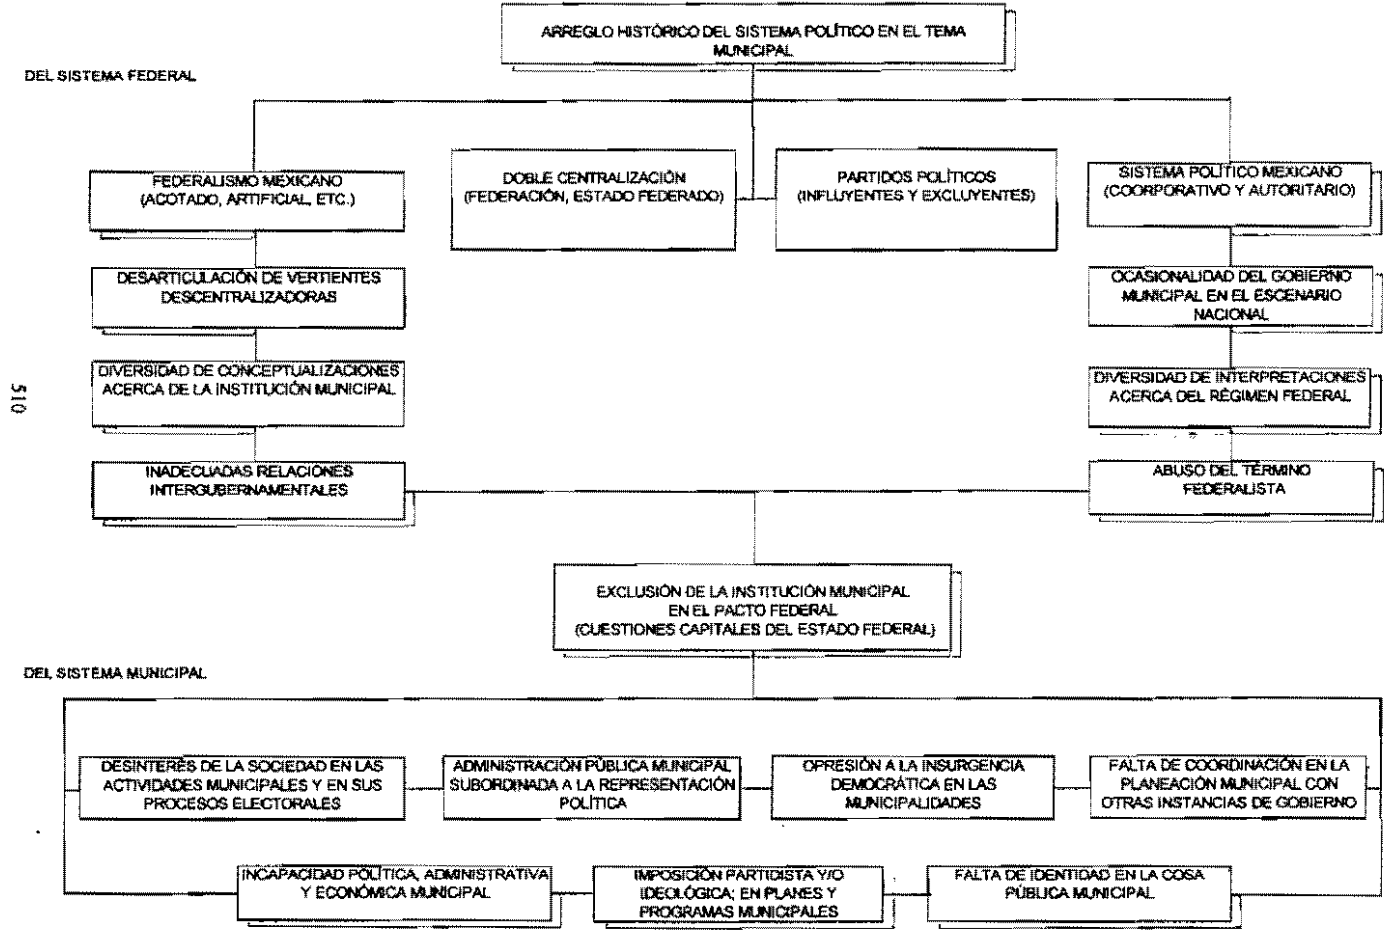 ARREGLO HISTÓRICO DEL SISTEMA POLÍTICO EN EL TEMA
MUNICIPAL
DEL SISTEMA FEDERAL
FEDERALISMO MEXICANO
(ACOTADO, ARTIFICIAL, ETC.)
DOBLE CENTRALIZACIÓN
(FEDERACIÓN, ESTADO FEDERADO)
PARTIDOS POLÍTICOS
(INFLUYENTES Y EXCLUYENTES)
SISTEMA POLÍTICO MEXICANO
(COORPORATIVO Y AUTORITARIO)
DESARTICULACIÓN DE VERTIENTES
DESCENTRALIZADORAS
OCASIONALIDAD DEL GOBIERNO
MUNICIPAL EN EL ESCENARIO
NACIONAL
DIVERSIDAD DE CONCEPTUALIZACIONES
ACERCA DE LA INSTITUCIÓN MUNICIPAL
DIVERSIDAD DE INTERPRETACIONES
ACERCA DEL RÉGIMEN FEDERAL
510
INADECUADAS RELACIONES
INTERGUBERNAMENTALES
ABUSO DEL TÉRMINO
FEDERALISTA
EXCLUSIÓN DE LA INSTITUCIÓN MUNICIPAL
EN EL PACTO FEDERAL
(CUESTIONES CAPITALES DEL ESTADO FEDERAL)
DEL SISTEMA MUNICIPAL
DESINTERÉS DE LA SOCIEDAD EN LAS
ACTIVIDADES MUNICIPALES Y EN SUS
PROCESOS ELECTORALES
ADMINISTRACIÓN PÚBLICA MUNICIPAL
SUBORDINADA A LA REPRESENTACIÓN
POLÍTICA
OPRESIÓN A LA INSURGENCIA
DEMOCRÁTICA EN LAS
MUNICIPALIDADES
FALTA DE COORDINACIÓN EN LA
PLANEACIÓN MUNICIPAL CON
OTRAS INSTANCIAS DE GOBIERNO
INCAPACIDAD POLÍTICA, ADMINISTRATIVA
Y ECONÓMICA MUNICIPAL
IMPOSICIÓN PARTIDISTA Y/O
IDEOLÓGICA; EN PLANES Y
PROGRAMAS MUNICIPALES
FALTA DE IDENTIDAD EN LA COSA
PÚBLICA MUNICIPAL